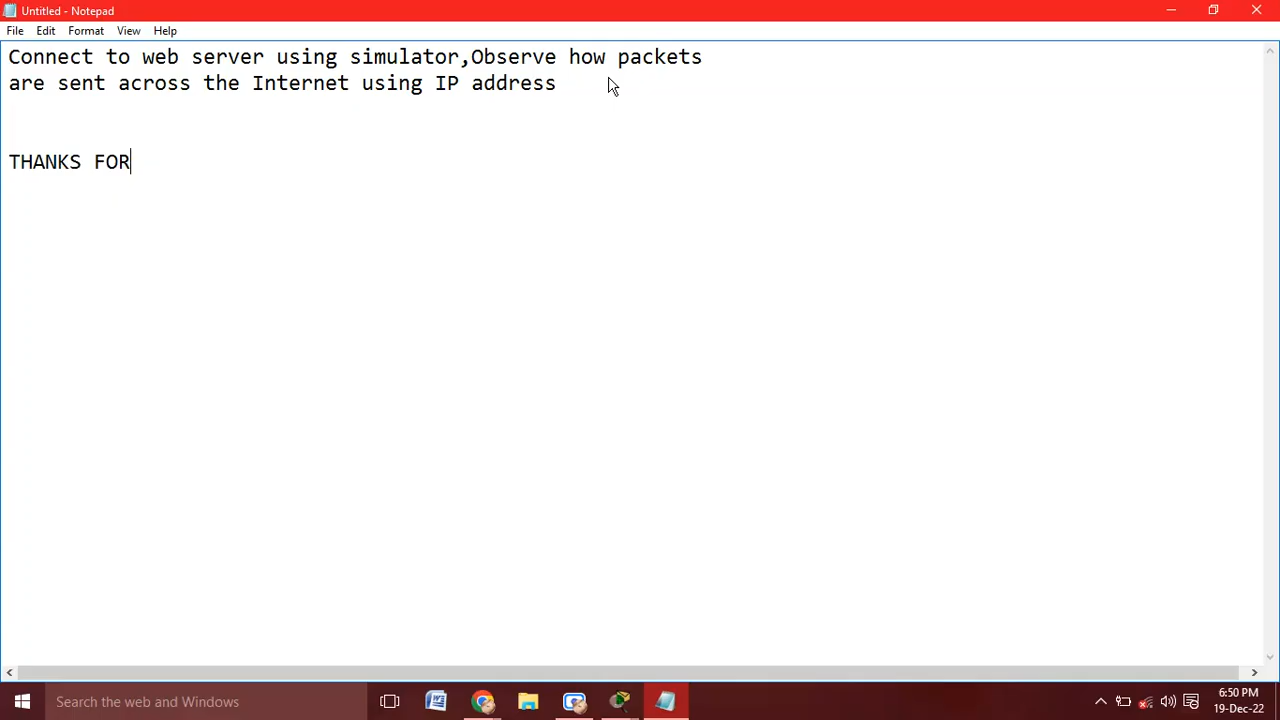 Untitled - Notepad
File Edit Format View Help
Connect to web server using simulator,Observe how packets
are sent across the Internet using IP address
THANKS FOR
Search the web and Windows
6:50 PM
19-Dec-22